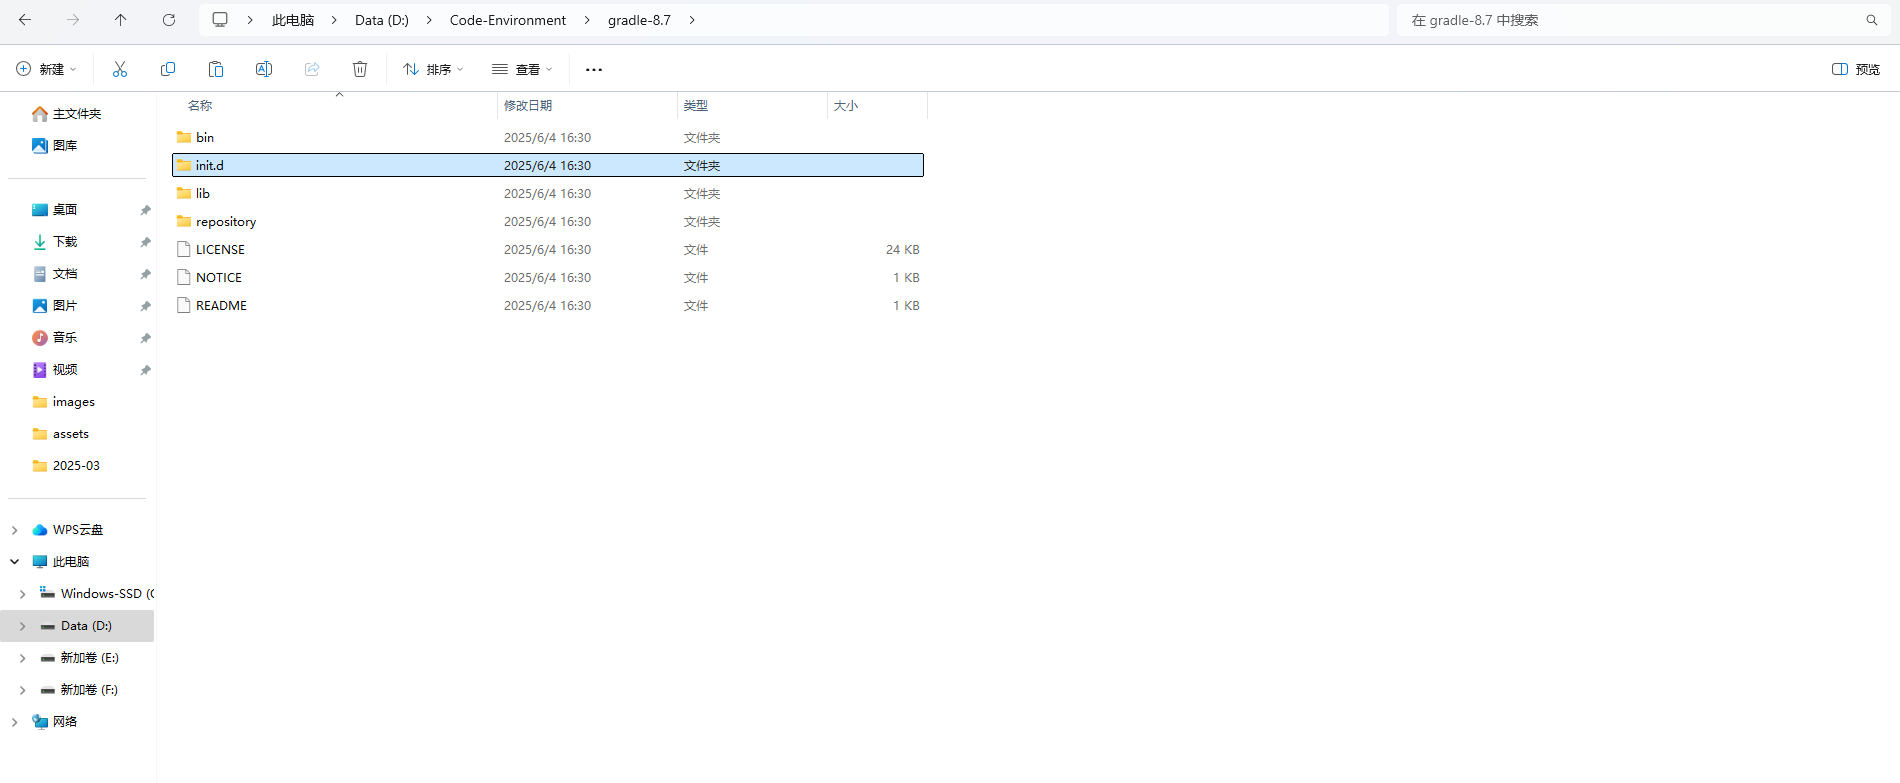 此电脑 Data (D:) Code-Environment gradle-8.7
在 gradle-8.7 中搜索
新建 排序 查看 ··· 预览
主文件夹
图库
桌面
下载
文档
图片
音乐
视频
images
assets
2025-03
WPS云盘
此电脑
Windows-SSD (
Data (D:)
新加卷 (E:)
新加卷 (F:)
网络
名称 修改日期 类型 大小
bin 2025/6/4 16:30 文件夹
init.d 2025/6/4 16:30 文件夹
lib 2025/6/4 16:30 文件夹
repository 2025/6/4 16:30 文件夹
LICENSE 2025/6/4 16:30 文件 24 KB
NOTICE 2025/6/4 16:30 文件 1 KB
README 2025/6/4 16:30 文件 1 KB